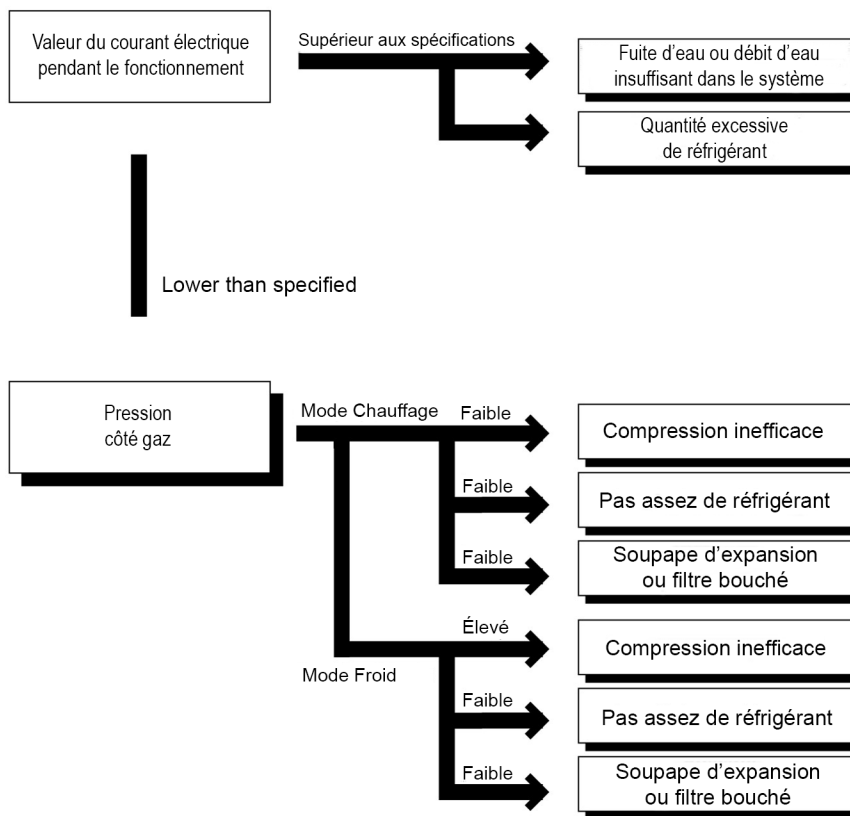 Valeur du courant électrique
pendant le fonctionnement
Supérieur aux spécifications
Fuite d'eau ou débit d'eau
insuffisant dans le système
Quantité excessive
de réfrigérant
Lower than specified
Pression
côté gaz
Mode Chauffage
Faible
Compression inefficace
Faible
Pas assez de réfrigérant
Faible
Soupape d'expansion
ou filtre bouché
Élevé
Compression inefficace
Mode Froid
Faible
Pas assez de réfrigérant
Faible
Soupape d'expansion
ou filtre bouché